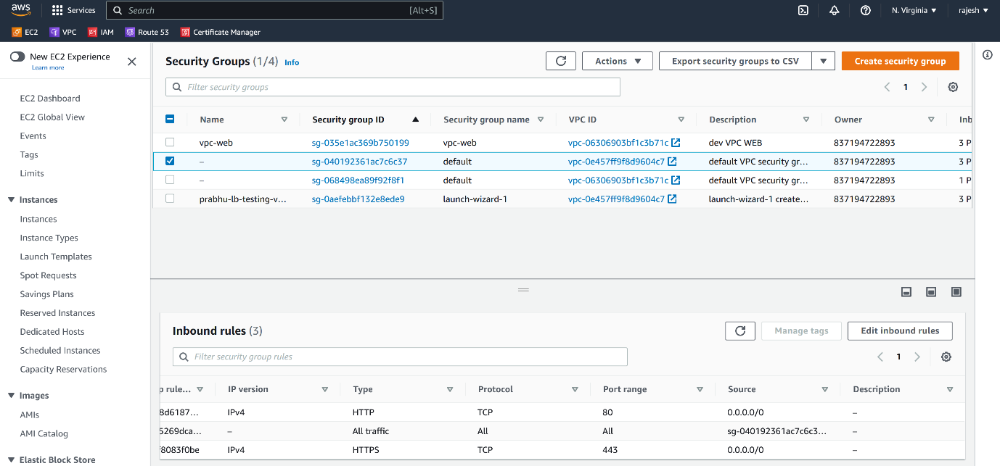 aws Services Search [Alt+S] N. Virginia ▼ rajesh ▼
EC2 VPC IAM Route 53 Certificate Manager
New EC2 Experience
Learn more
EC2 Dashboard
EC2 Global View
Events
Tags
Limits
Instances
Instances
Instance Types
Launch Templates
Spot Requests
Savings Plans
Reserved Instances
Dedicated Hosts
Scheduled Instances
Capacity Reservations
Images
AMIs
AMI Catalog
Elastic Block Store
Security Groups (1/4) Info Actions ▼ Export security groups to CSV ▼ Create security group
Filter security groups 1
Name Security group ID Security group name VPC ID Description Owner Inb
vpc-web sg-035e1ac369b750199 vpc-web vpc-06306903bf1c3b71c dev VPC WEB 837194722893 3 P
– sg-040192361ac7c6c37 default vpc-0e457ff9f8d9604c7 default VPC security gr... 837194722893 3 P
– sg-068498ea89f92f8f1 default vpc-06306903bf1c3b71c default VPC security gr... 837194722893 1 P
prabhu-lb-testing-v... sg-0aefebbf132e8ede9 launch-wizard-1 vpc-0e457ff9f8d9604c7 launch-wizard-1 create... 837194722893 3 P
Inbound rules (3) Manage tags Edit inbound rules
Filter security group rules 1
p rule... IP version Type Protocol Port range Source Description
8d6187... IPv4 HTTP TCP 80 0.0.0.0/0 –
5269dca... – All traffic All All sg-040192361ac7c6c3... –
f8083f0be IPv4 HTTPS TCP 443 0.0.0.0/0 –